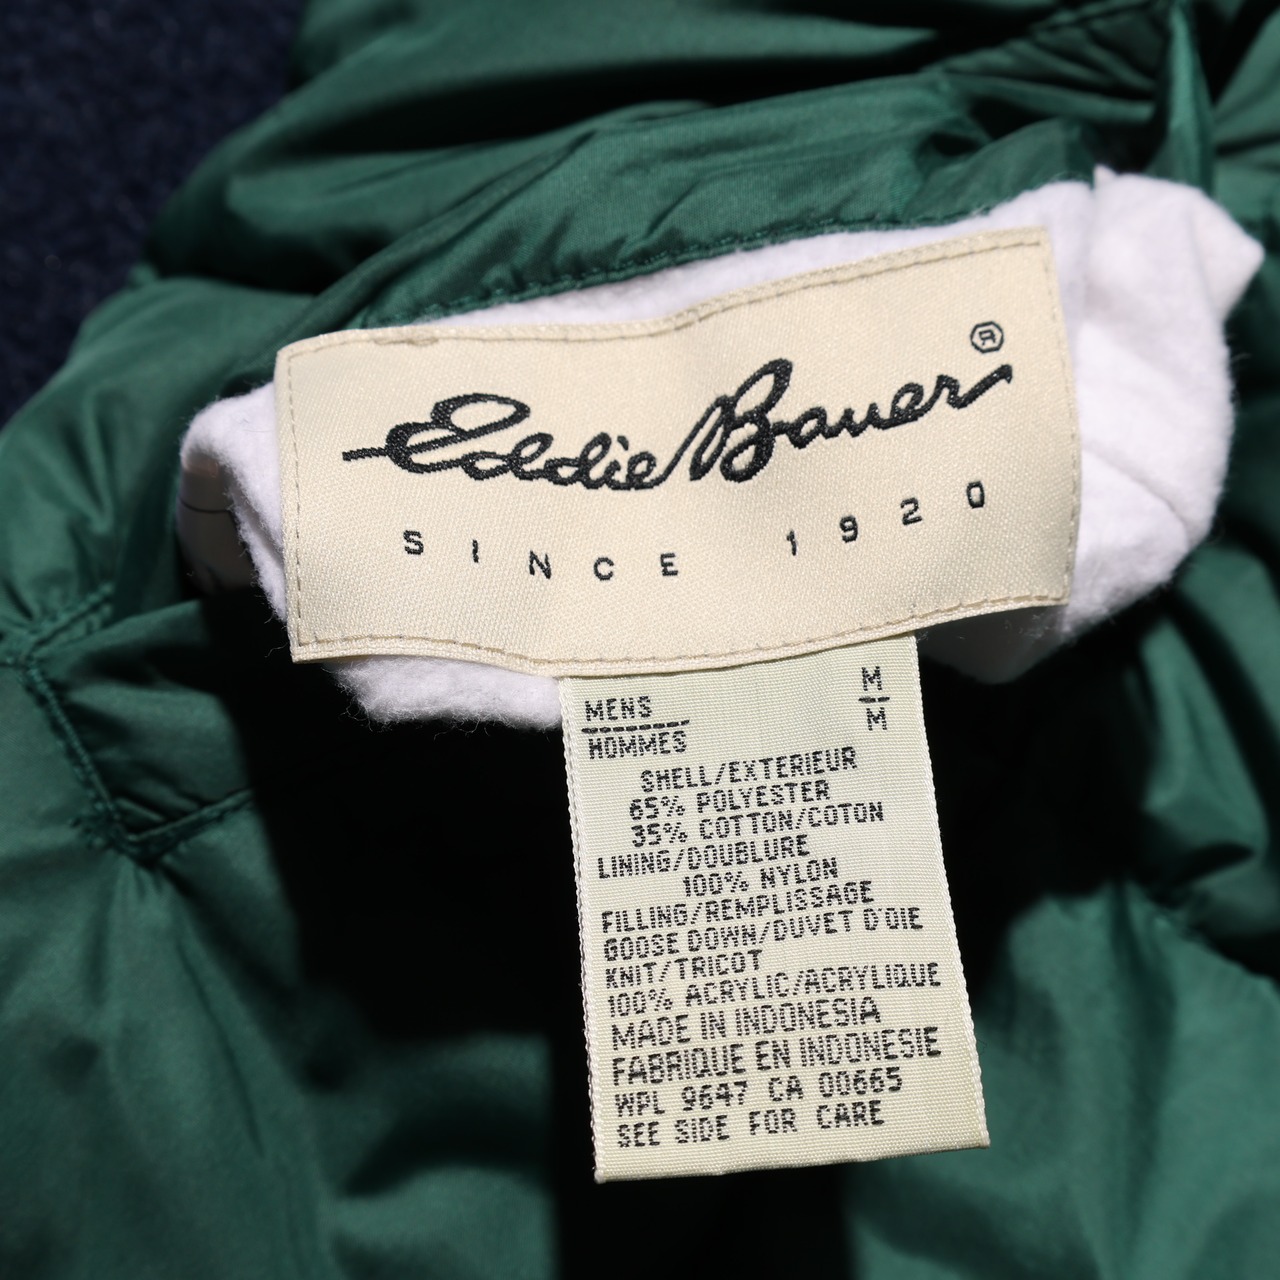 Eddie Bauer ®
SINCE 1920
MENS M
HOMMES M
SHELL/EXTERIEUR
65% POLYESTER
35% COTTON/COTON
LINING/DOUBLURE
100% NYLON
FILLING/REMPLISSAGE
GOOSE DOWN/DUVET D'OIE
KNIT/TRICOT
100% ACRYLIC/ACRYLIQUE
MADE IN INDONESIA
FABRIQUE EN INDONESIE
WPL 9647 CA 00665
SEE SIDE FOR CARE